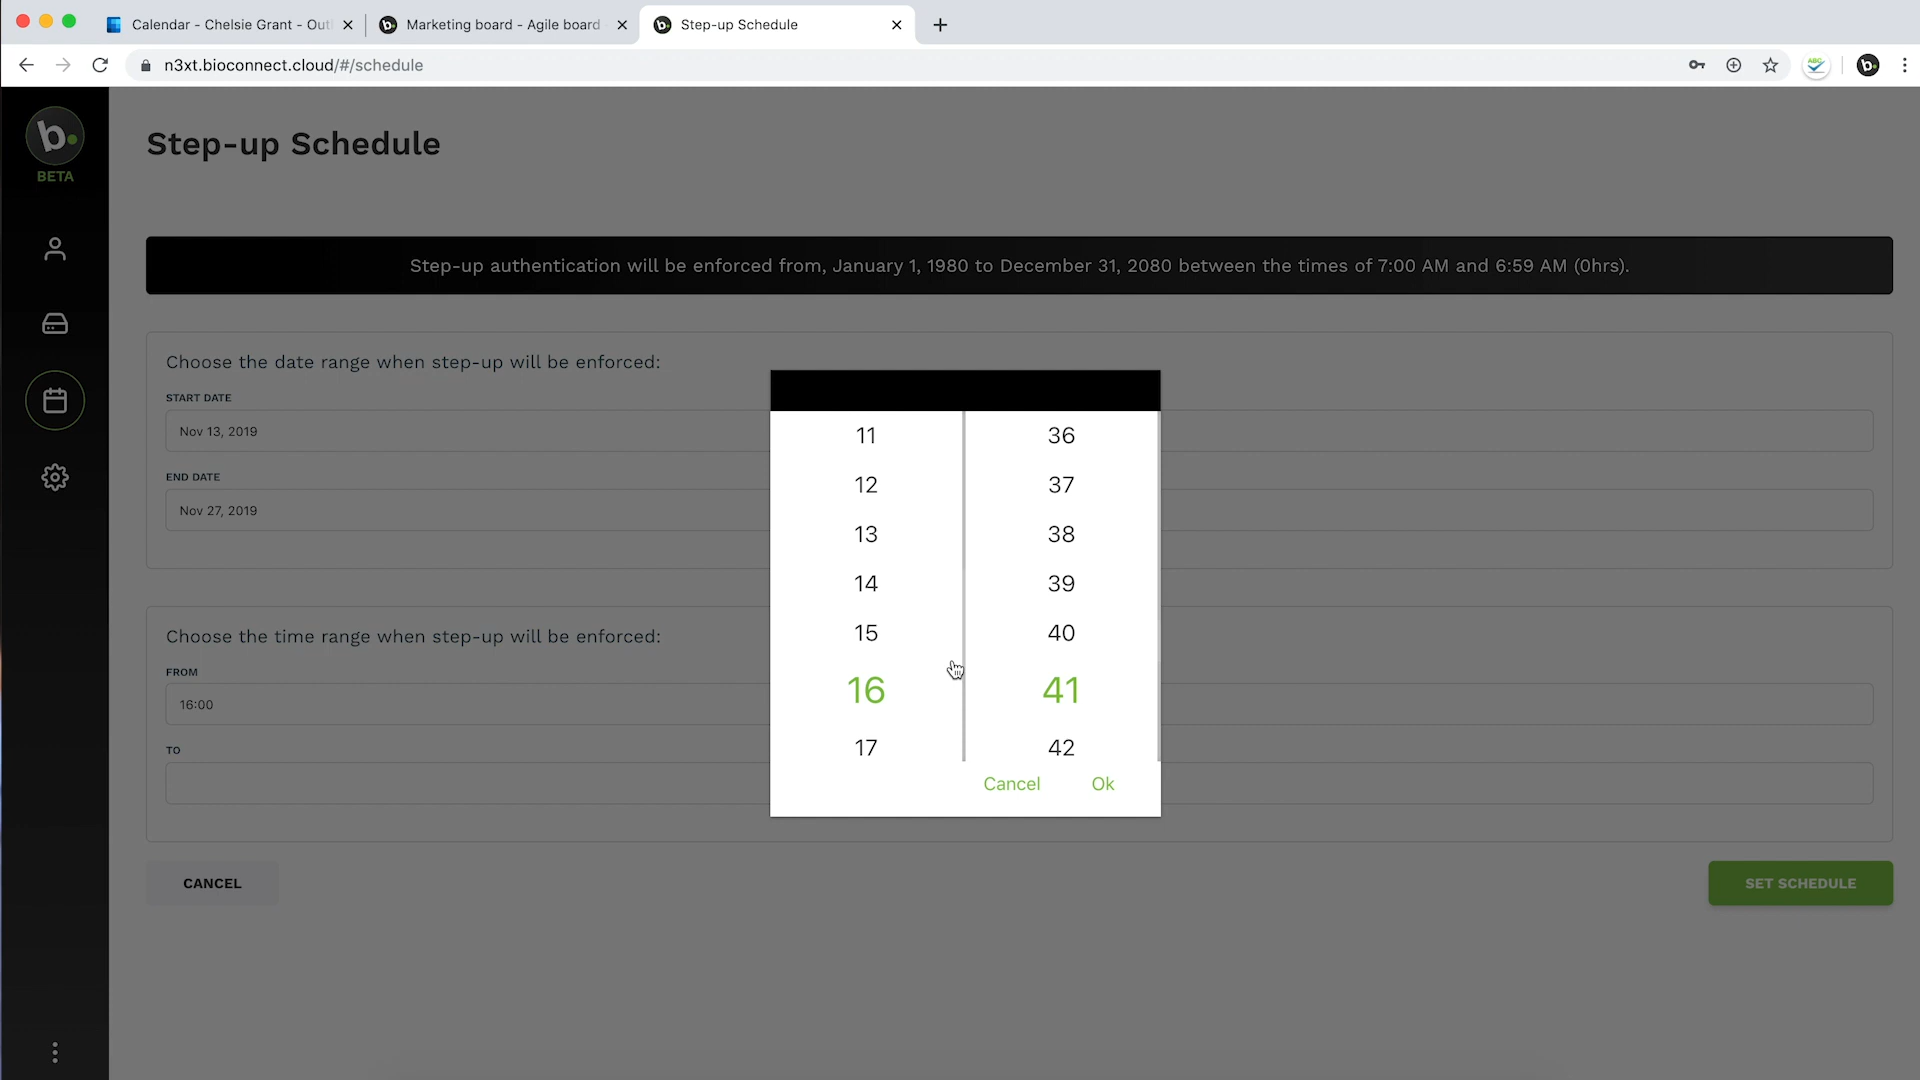 Calendar - Chelsie Grant - Out
Marketing board - Agile board
Step-up Schedule
n3xt.bioconnect.cloud/#/schedule
ABC
b.
b.
BETA
Step-up Schedule
Step-up authentication will be enforced from, January 1, 1980 to December 31, 2080 between the times of 7:00 AM and 6:59 AM (0hrs).
Choose the date range when step-up will be enforced:
START DATE
Nov 13, 2019
END DATE
Nov 27, 2019
Choose the time range when step-up will be enforced:
FROM
16:00
TO
11 36
12 37
13 38
14 39
15 40
16 41
17 42
Cancel Ok
CANCEL
SET SCHEDULE